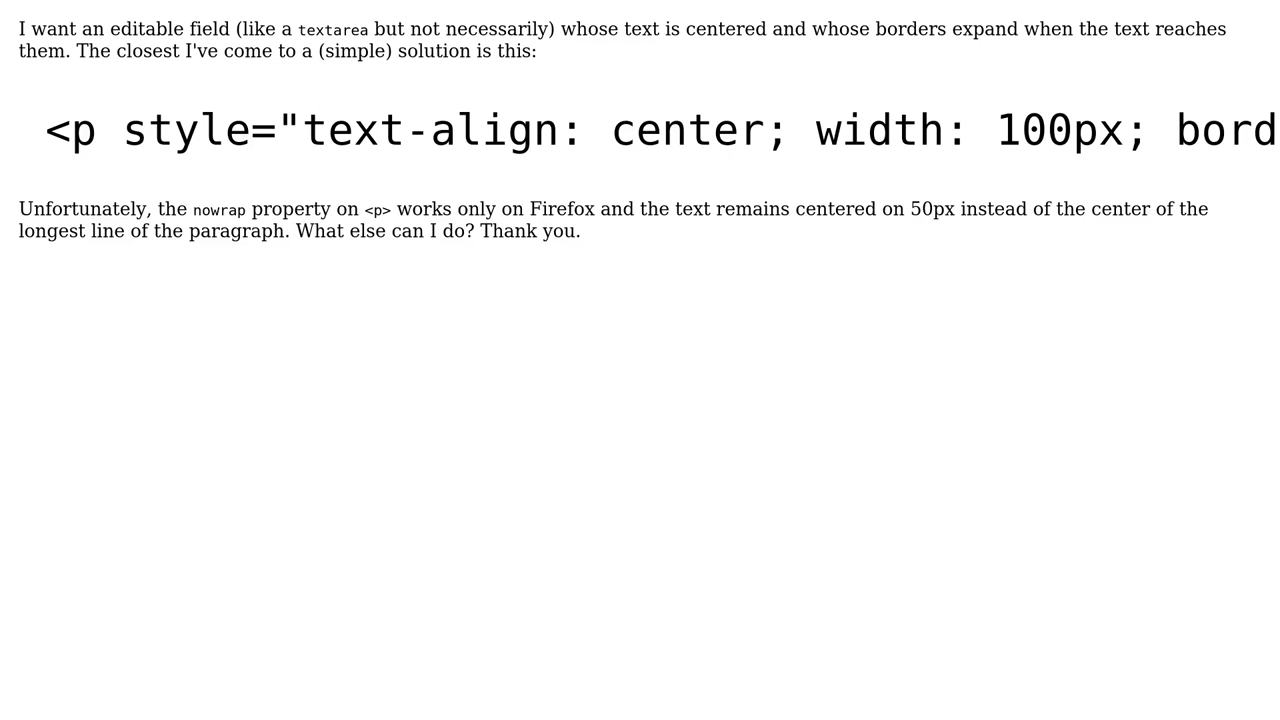 I want an editable field (like a textarea but not necessarily) whose text is centered and whose borders expand when the text reaches
them. The closest I've come to a (simple) solution is this:
<p style="text-align: center; width: 100px; bord
Unfortunately, the nowrap property on <p> works only on Firefox and the text remains centered on 50px instead of the center of the
longest line of the paragraph. What else can I do? Thank you.